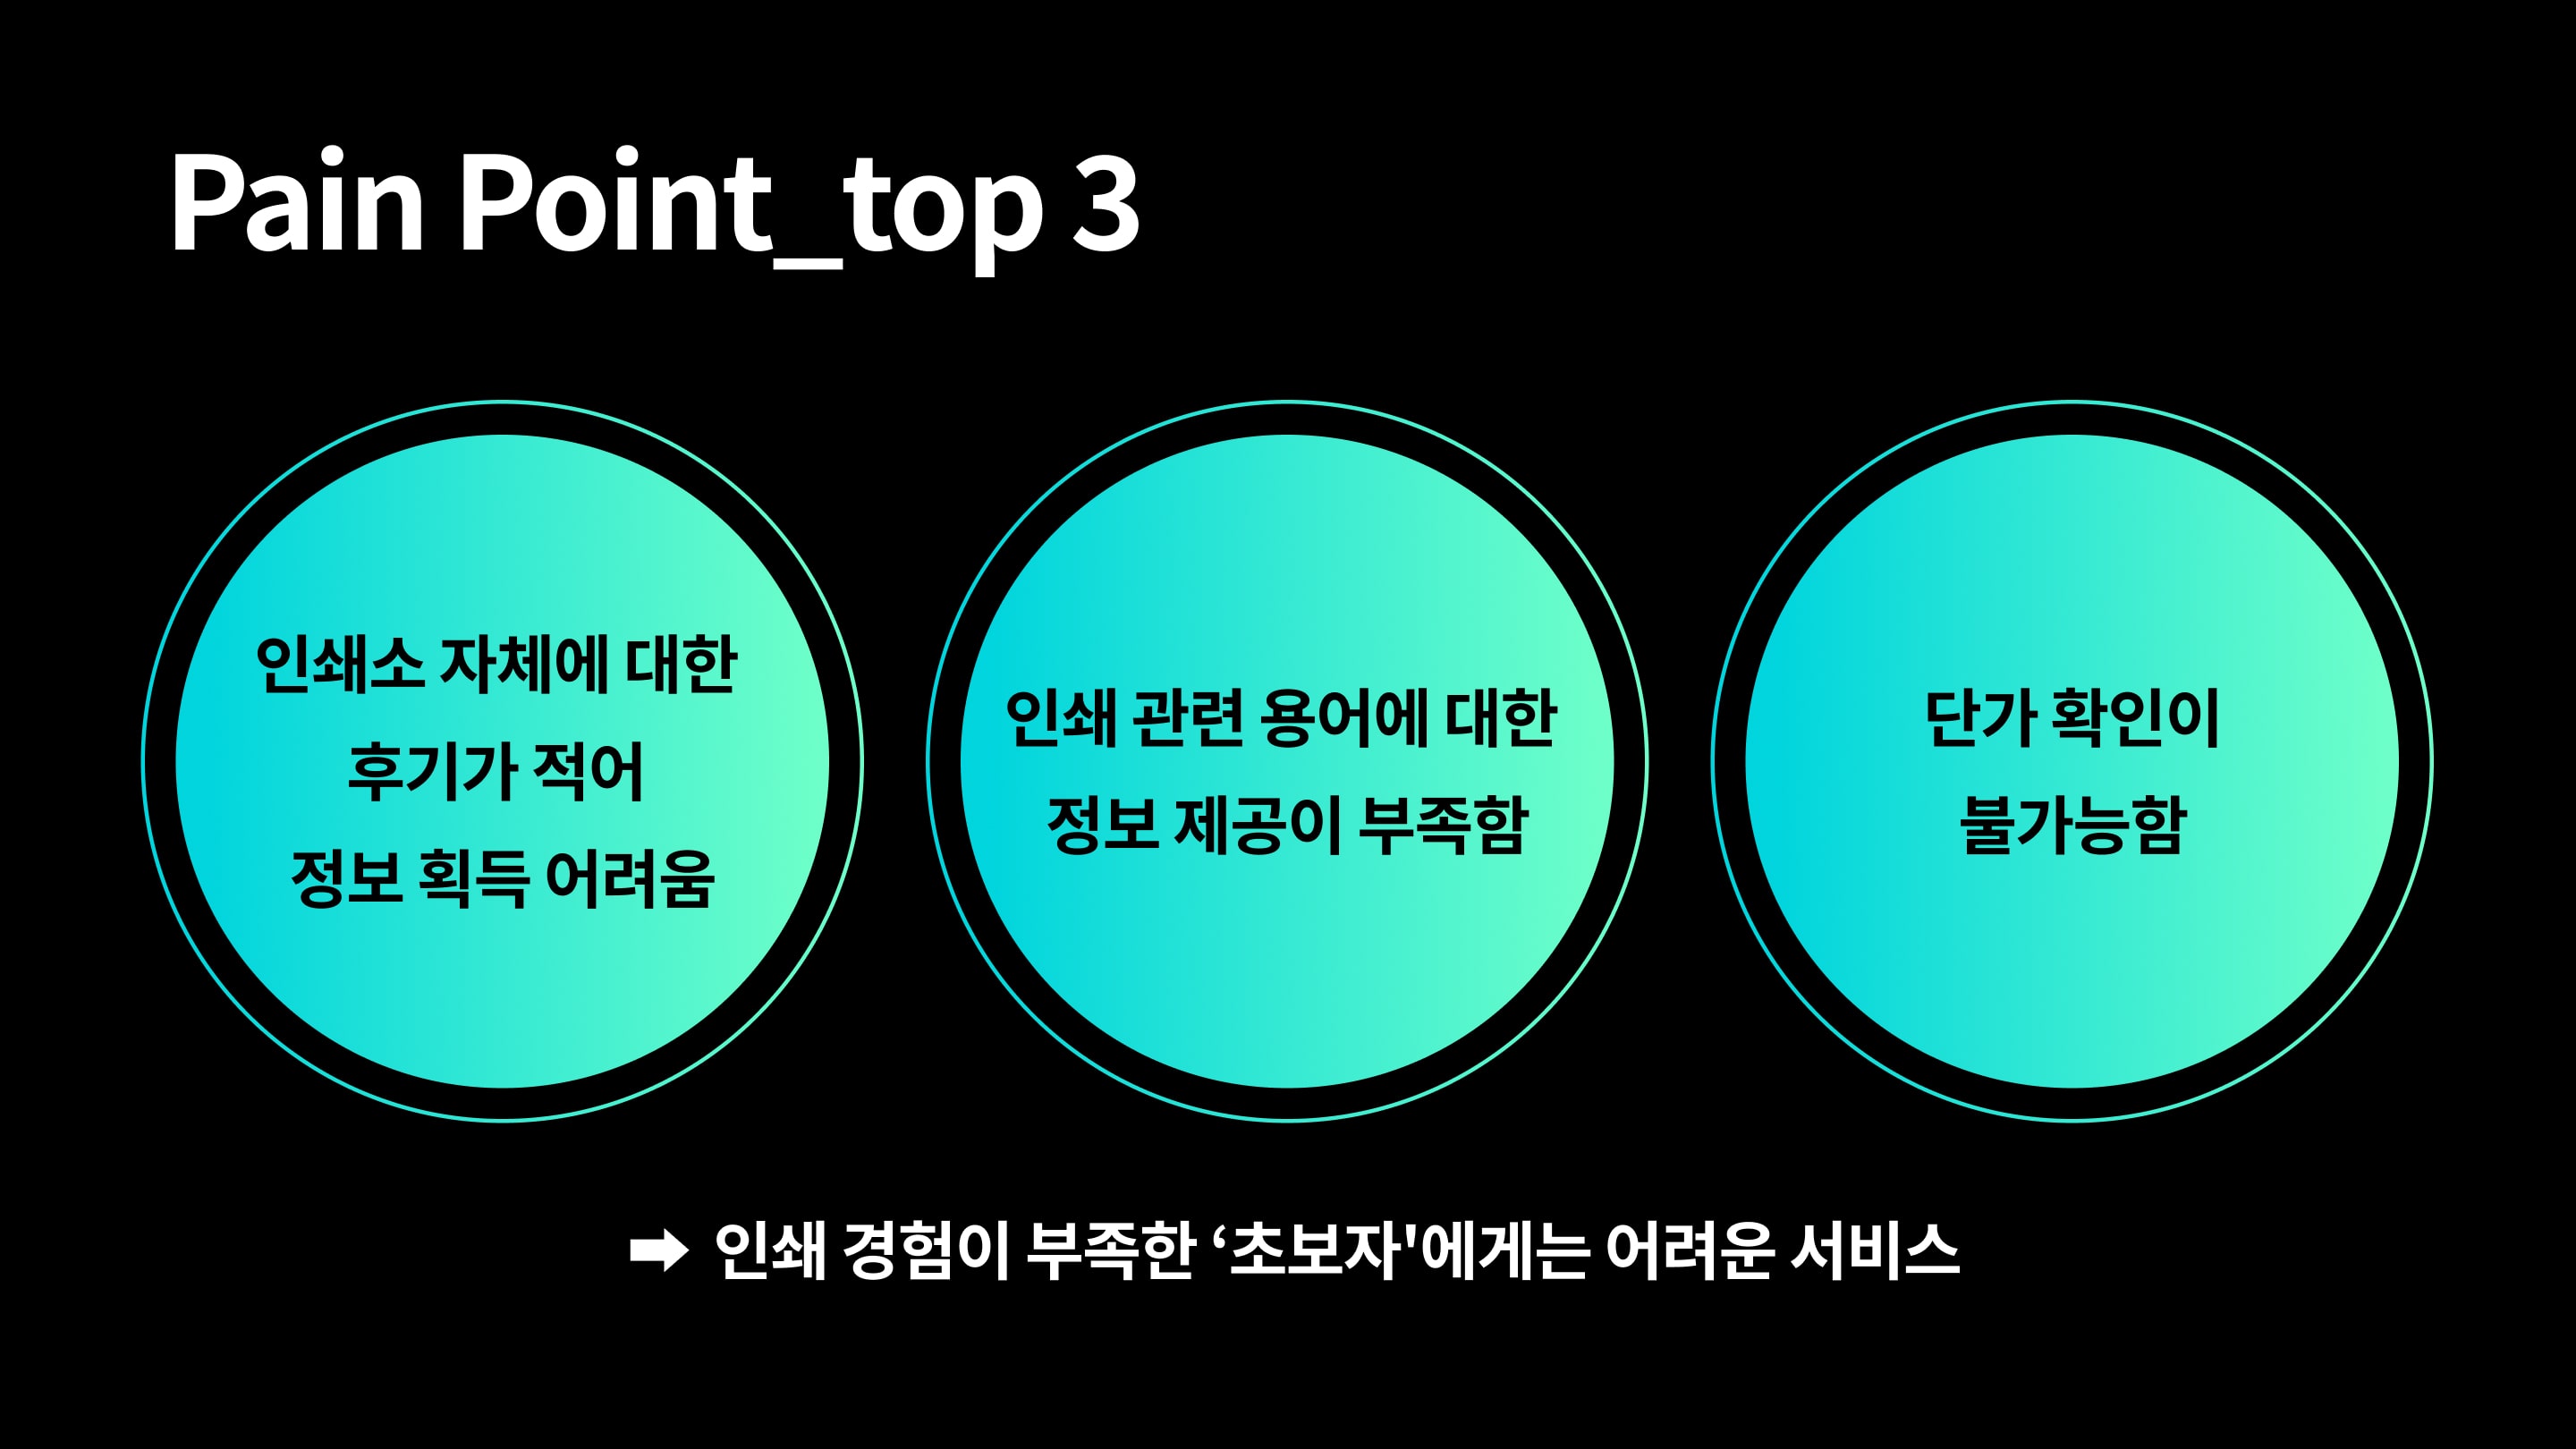 Pain Point_top 3
인쇄소 자체에 대한
후기가 적어
정보 획득 어려움
인쇄 관련 용어에 대한
정보 제공이 부족함
단가 확인이
불가능함
➡ 인쇄 경험이 부족한 ‘초보자'에게는 어려운 서비스